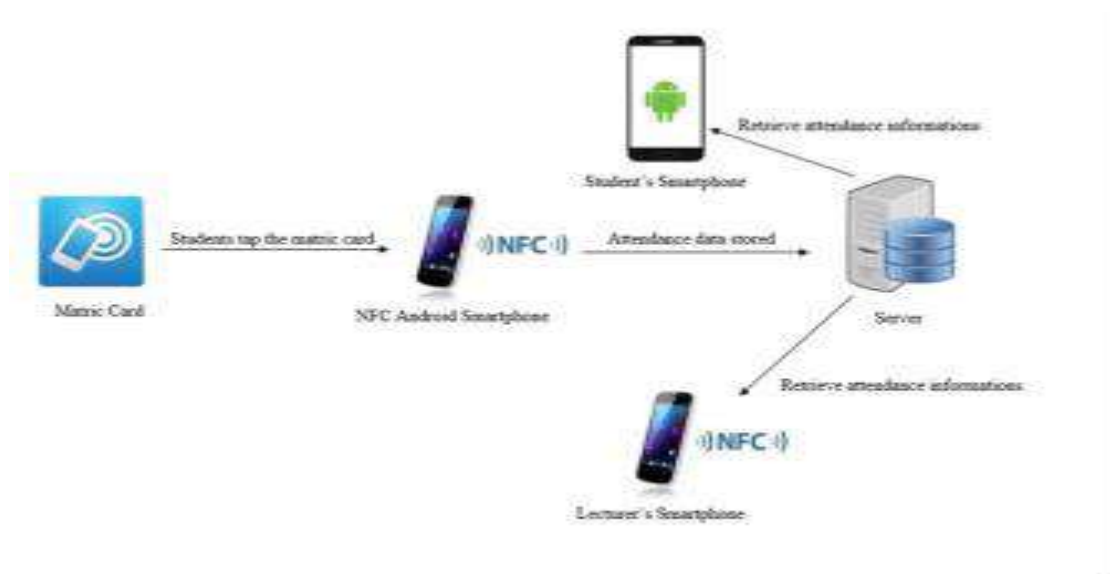 Retrieve attendance informations
Student's Smartphone
Students tap the matric card
NFC
Attendance data stored
Matric Card
NFC Android Smartphone
Server
Retrieve attendance informations
NFC
Lecturer's Smartphone